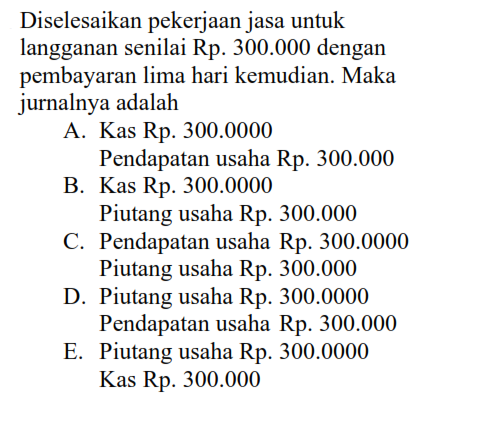 Diselesaikan pekerjaan jasa untuk
langganan senilai Rp. 300.000 dengan
pembayaran lima hari kemudian. Maka
jurnalnya adalah
A. Kas Rp. 300.0000
Pendapatan usaha Rp. 300.000
B. Kas Rp. 300.0000
Piutang usaha Rp. 300.000
C. Pendapatan usaha Rp. 300.0000
Piutang usaha Rp. 300.000
D. Piutang usaha Rp. 300.0000
Pendapatan usaha Rp. 300.000
E. Piutang usaha Rp. 300.0000
Kas Rp. 300.000